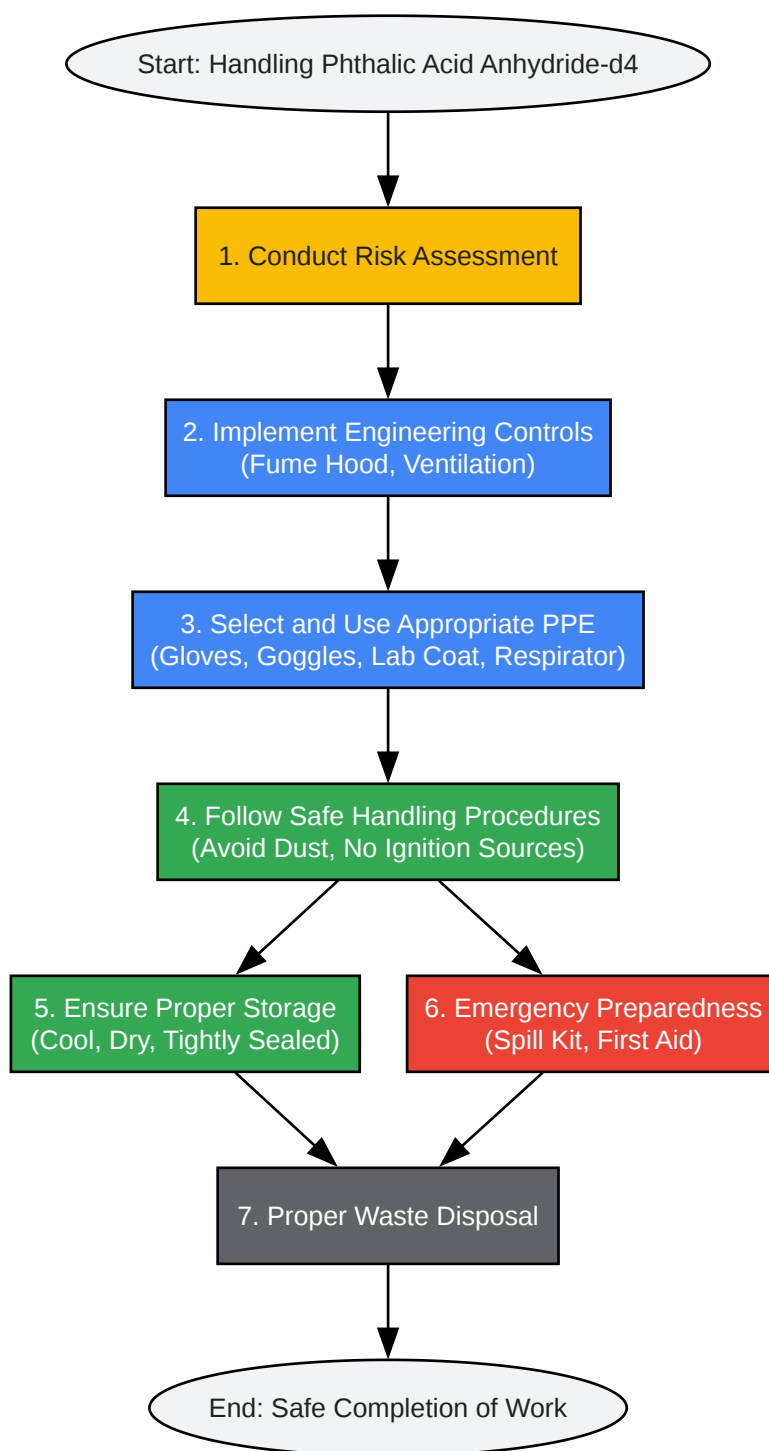 Start: Handling Phthalic Acid Anhydride-d4
1. Conduct Risk Assessment
2. Implement Engineering Controls
(Fume Hood, Ventilation)
3. Select and Use Appropriate PPE
(Gloves, Goggles, Lab Coat, Respirator)
4. Follow Safe Handling Procedures
(Avoid Dust, No Ignition Sources)
5. Ensure Proper Storage
(Cool, Dry, Tightly Sealed)
6. Emergency Preparedness
(Spill Kit, First Aid)
7. Proper Waste Disposal
End: Safe Completion of Work